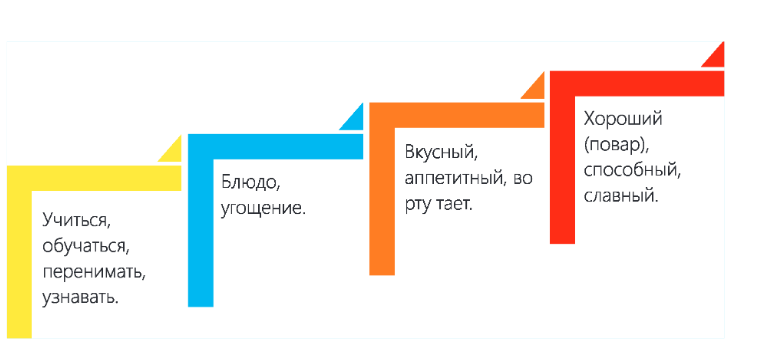 Учиться,
обучаться,
перенимать,
узнавать.
Блюдо,
угощение.
Вкусный,
аппетитный, во
рту тает.
Хороший
(повар),
способный,
славный.